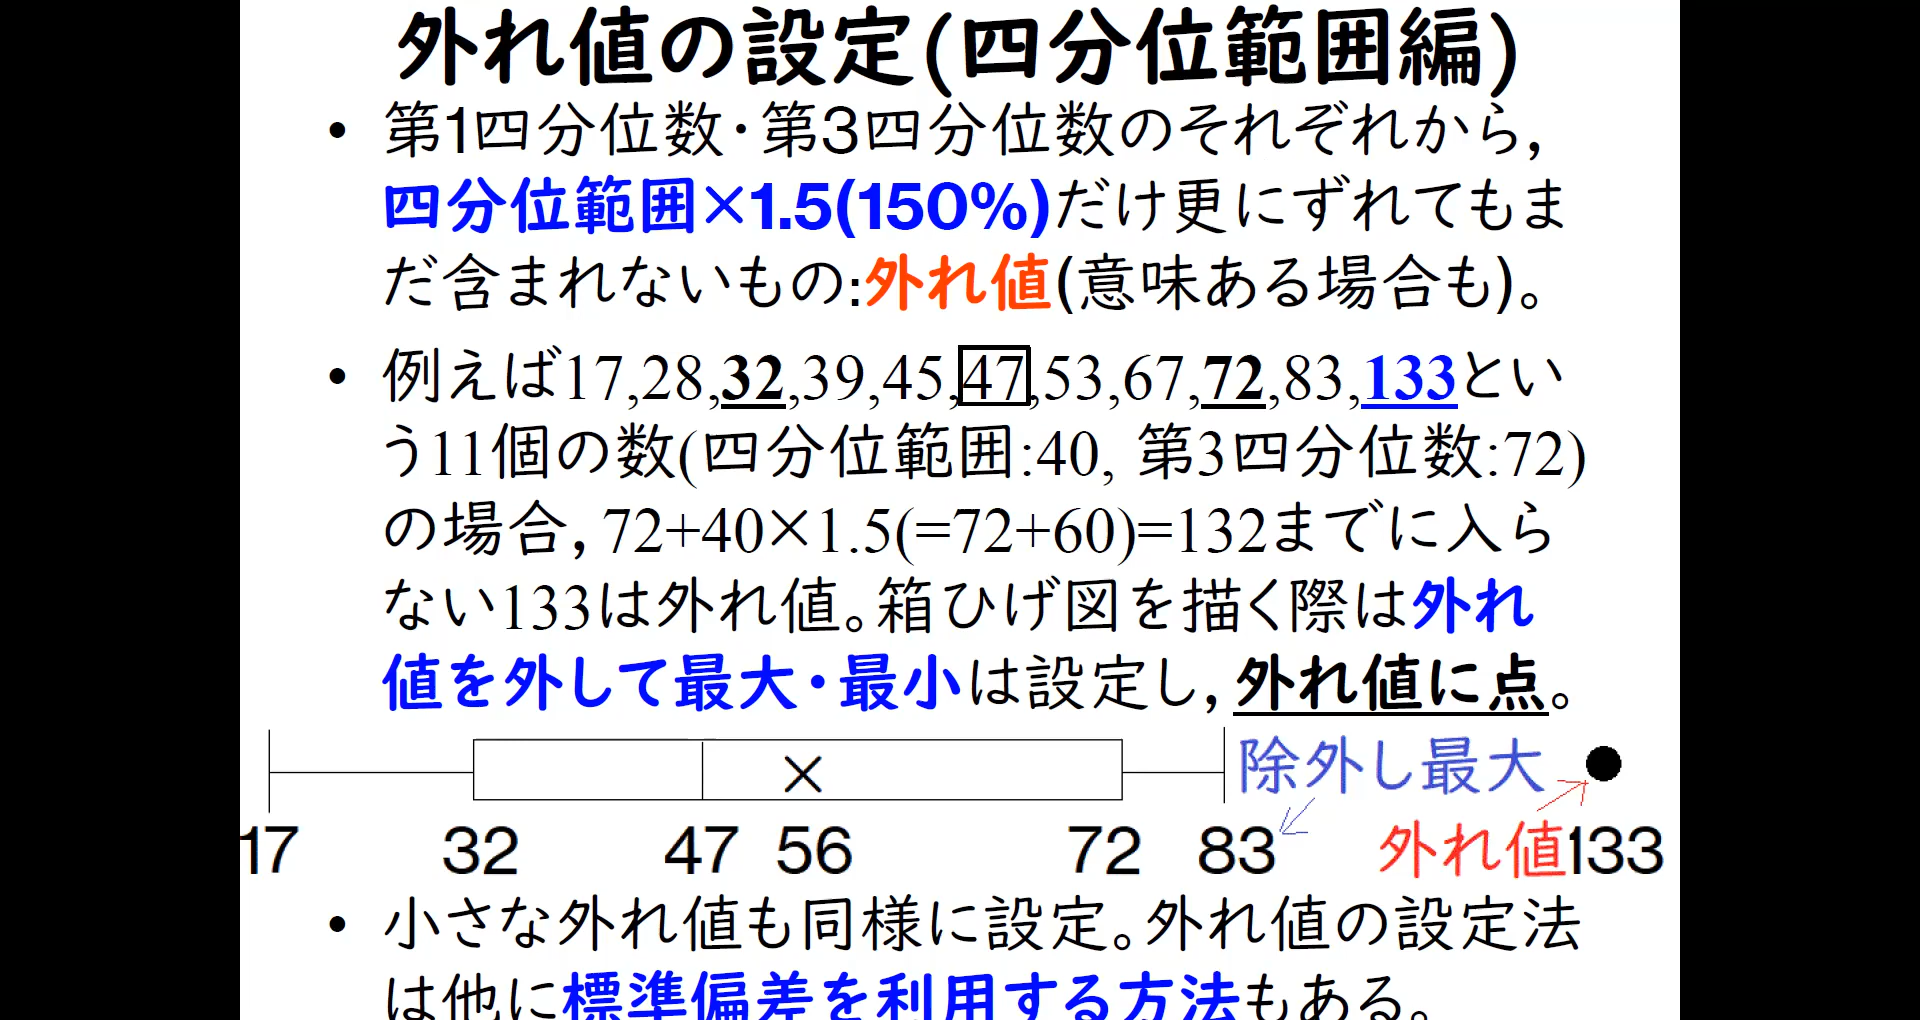 外れ値の設定(四分位範囲編)
• 第1四分位数・第3四分位数のそれぞれから,
四分位範囲×1.5(150%)だけ更にずれてもま
だ含まれないもの:外れ値(意味ある場合も)。
• 例えば17,28,32,39,45,47,53,67,72,83,133とい
う11個の数(四分位範囲:40, 第3四分位数:72)
の場合, 72+40×1.5(=72+60)=132までに入ら
ない133は外れ値。箱ひげ図を描く際は外れ
値を外して最大・最小は設定し, 外れ値に点。
× 除外し最大
17 32 47 56 72 83 外れ値133
• 小さな外れ値も同様に設定。外れ値の設定法
は他に標準偏差を利用する方法もある。